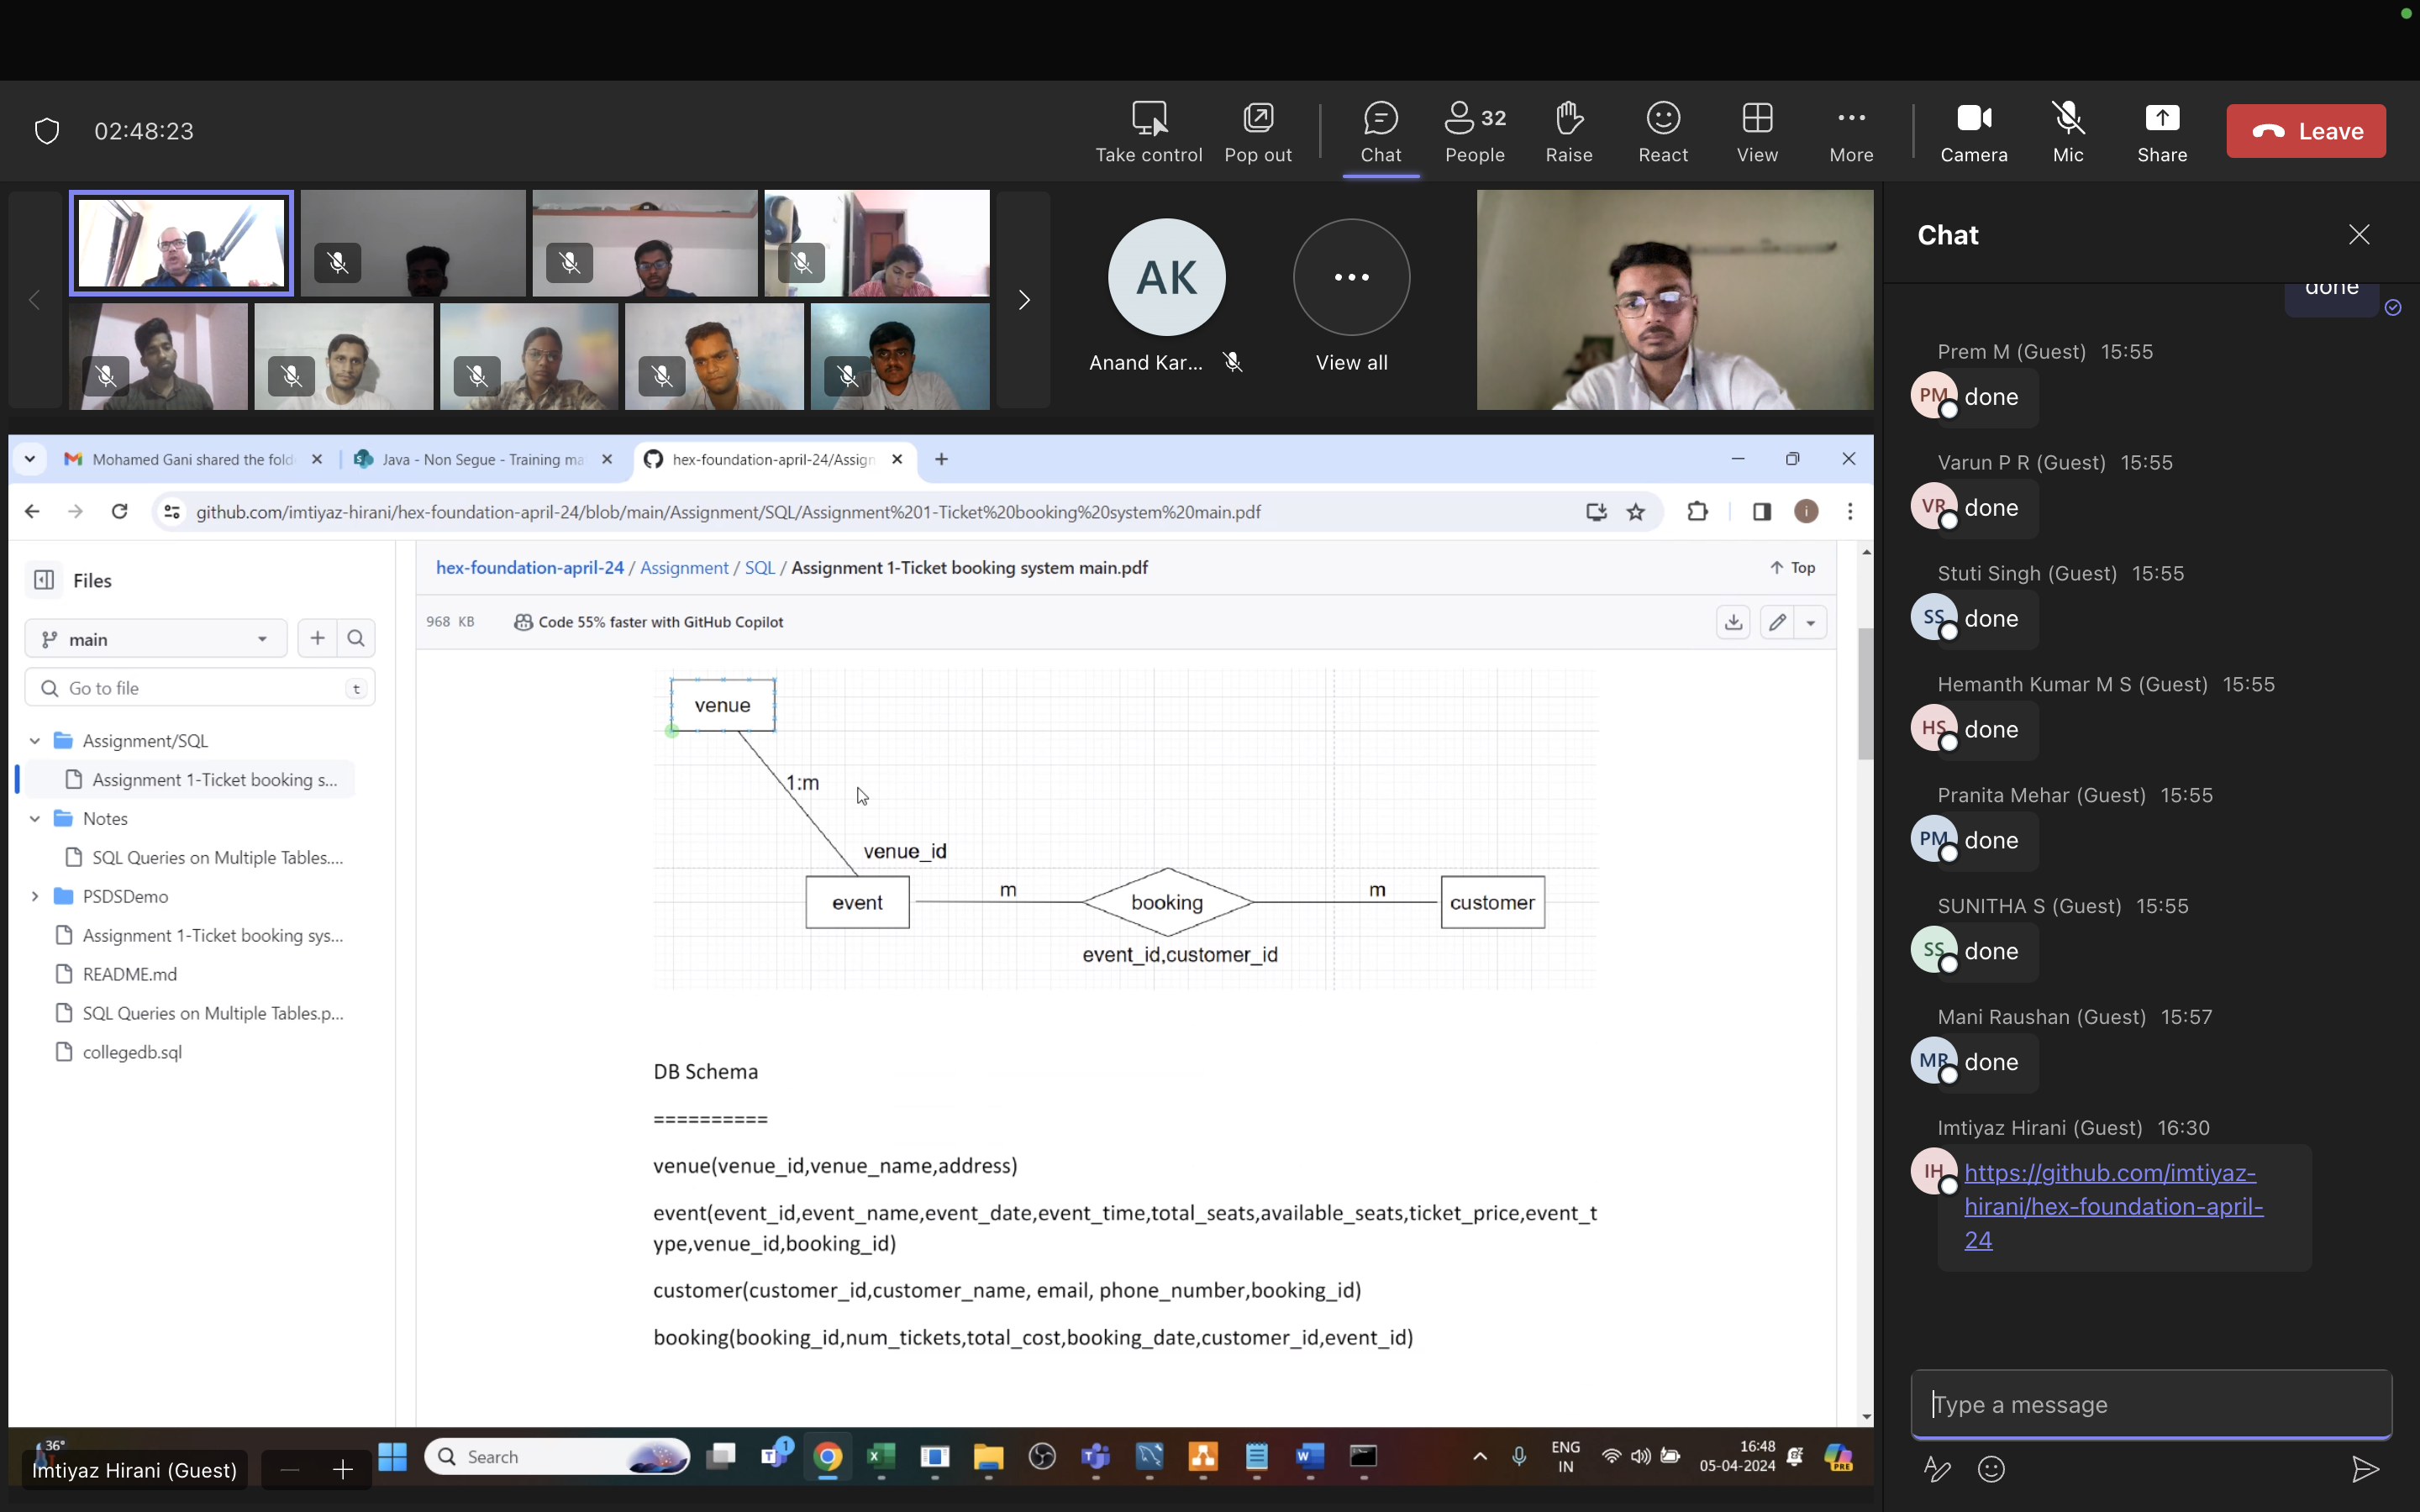 02:48:23
Take control
Pop out
Chat
People
32
Raise
React
View
More
Camera
Mic
Share
Leave
AK
Anand Kar...
View all
Chat
done
Prem M (Guest) 15:55
PM
done
Varun P R (Guest) 15:55
VR
done
Stuti Singh (Guest) 15:55
SS
done
Hemanth Kumar M S (Guest) 15:55
HS
done
Pranita Mehar (Guest) 15:55
PM
done
SUNITHA S (Guest) 15:55
SS
done
Mani Raushan (Guest) 15:57
MR
done
Imtiyaz Hirani (Guest) 16:30
IH
https://github.com/imtiyaz-
hirani/hex-foundation-april-
24
Type a message
Mohamed Gani shared the fold
Java - Non Segue - Training ma
hex-foundation-april-24/Assign
github.com/imtiyaz-hirani/hex-foundation-april-24/blob/main/Assignment/SQL/Assignment%201-Ticket%20booking%20system%20main.pdf
Files
main
Go to file
t
Assignment/SQL
Assignment 1-Ticket booking s...
Notes
SQL Queries on Multiple Tables....
PSDSDemo
Assignment 1-Ticket booking sys...
README.md
SQL Queries on Multiple Tables.p...
collegedb.sql
hex-foundation-april-24 / Assignment / SQL / Assignment 1-Ticket booking system main.pdf
Top
968 KB
Code 55% faster with GitHub Copilot
venue
1:m
venue_id
event
m
booking
m
customer
event_id,customer_id
DB Schema
==========
venue(venue_id,venue_name,address)
event(event_id,event_name,event_date,event_time,total_seats,available_seats,ticket_price,event_t
ype,venue_id,booking_id)
customer(customer_id,customer_name, email, phone_number,booking_id)
booking(booking_id,num_tickets,total_cost,booking_date,customer_id,event_id)
36°
Imtiyaz Hirani (Guest)
Search
1
ENG
IN
16:48
05-04-2024
PRE